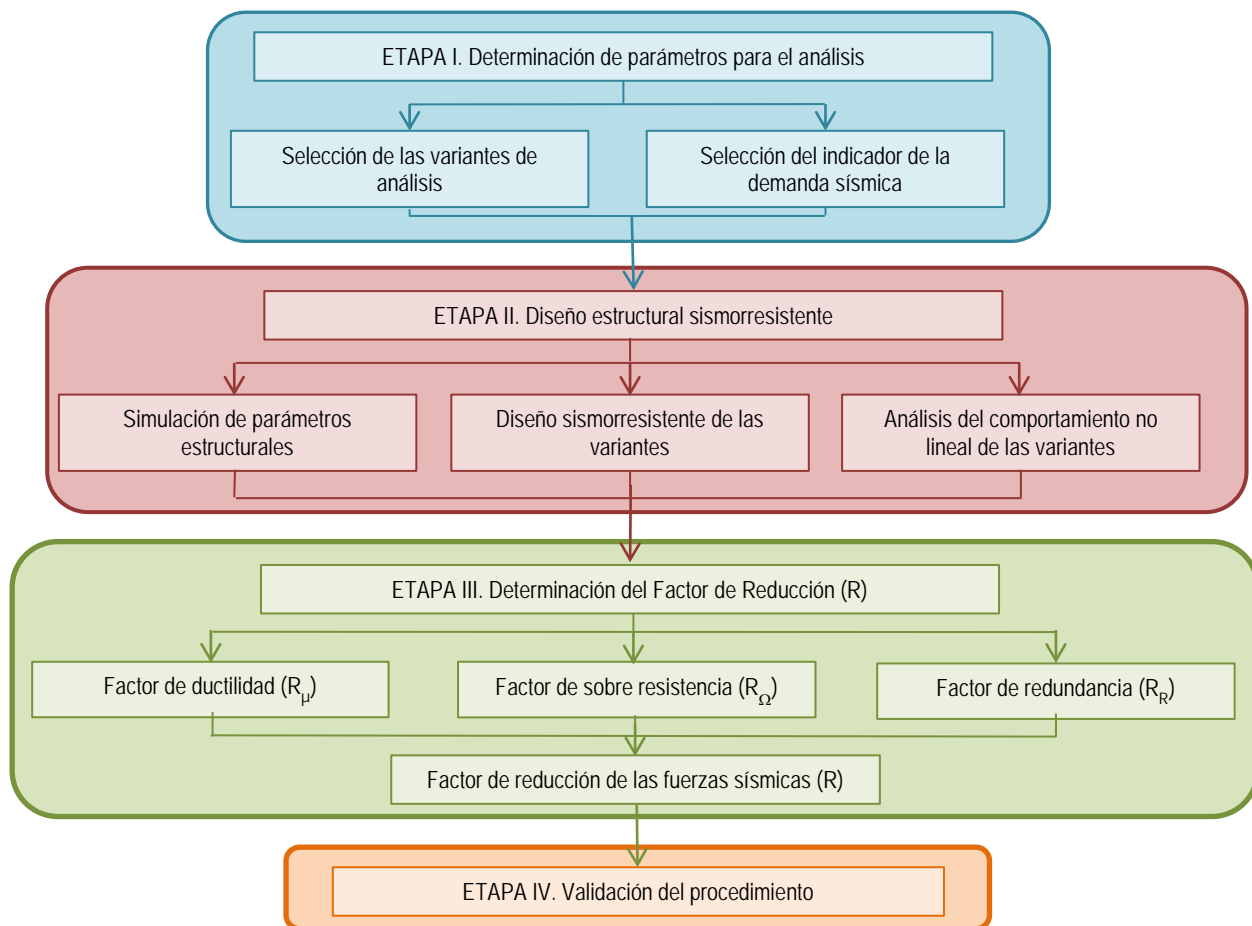 ETAPA I. Determinación de parámetros para el análisis
Selección de las variantes de
análisis
Selección del indicador de la
demanda sísmica
ETAPA II. Diseño estructural sismorresistente
Simulación de parámetros
estructurales
Diseño sismorresistente de las
variantes
Análisis del comportamiento no
lineal de las variantes
ETAPA III. Determinación del Factor de Reducción (R)
Factor de ductilidad (Rμ)
Factor de sobre resistencia (RΩ)
Factor de redundancia (RR)
Factor de reducción de las fuerzas sísmicas (R)
ETAPA IV. Validación del procedimiento